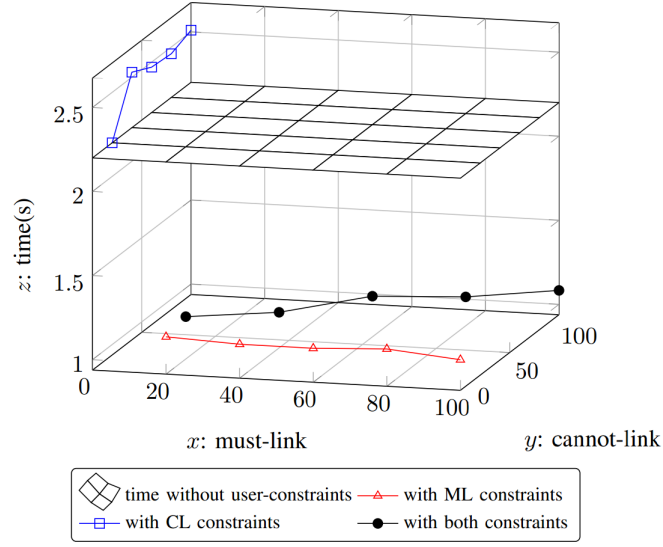 2.5
2
1.5
1
z: time(s)
0
20
40
60
80
100
0
50
100
x: must-link
y: cannot-link
time without user-constraints
with ML constraints
with CL constraints
with both constraints